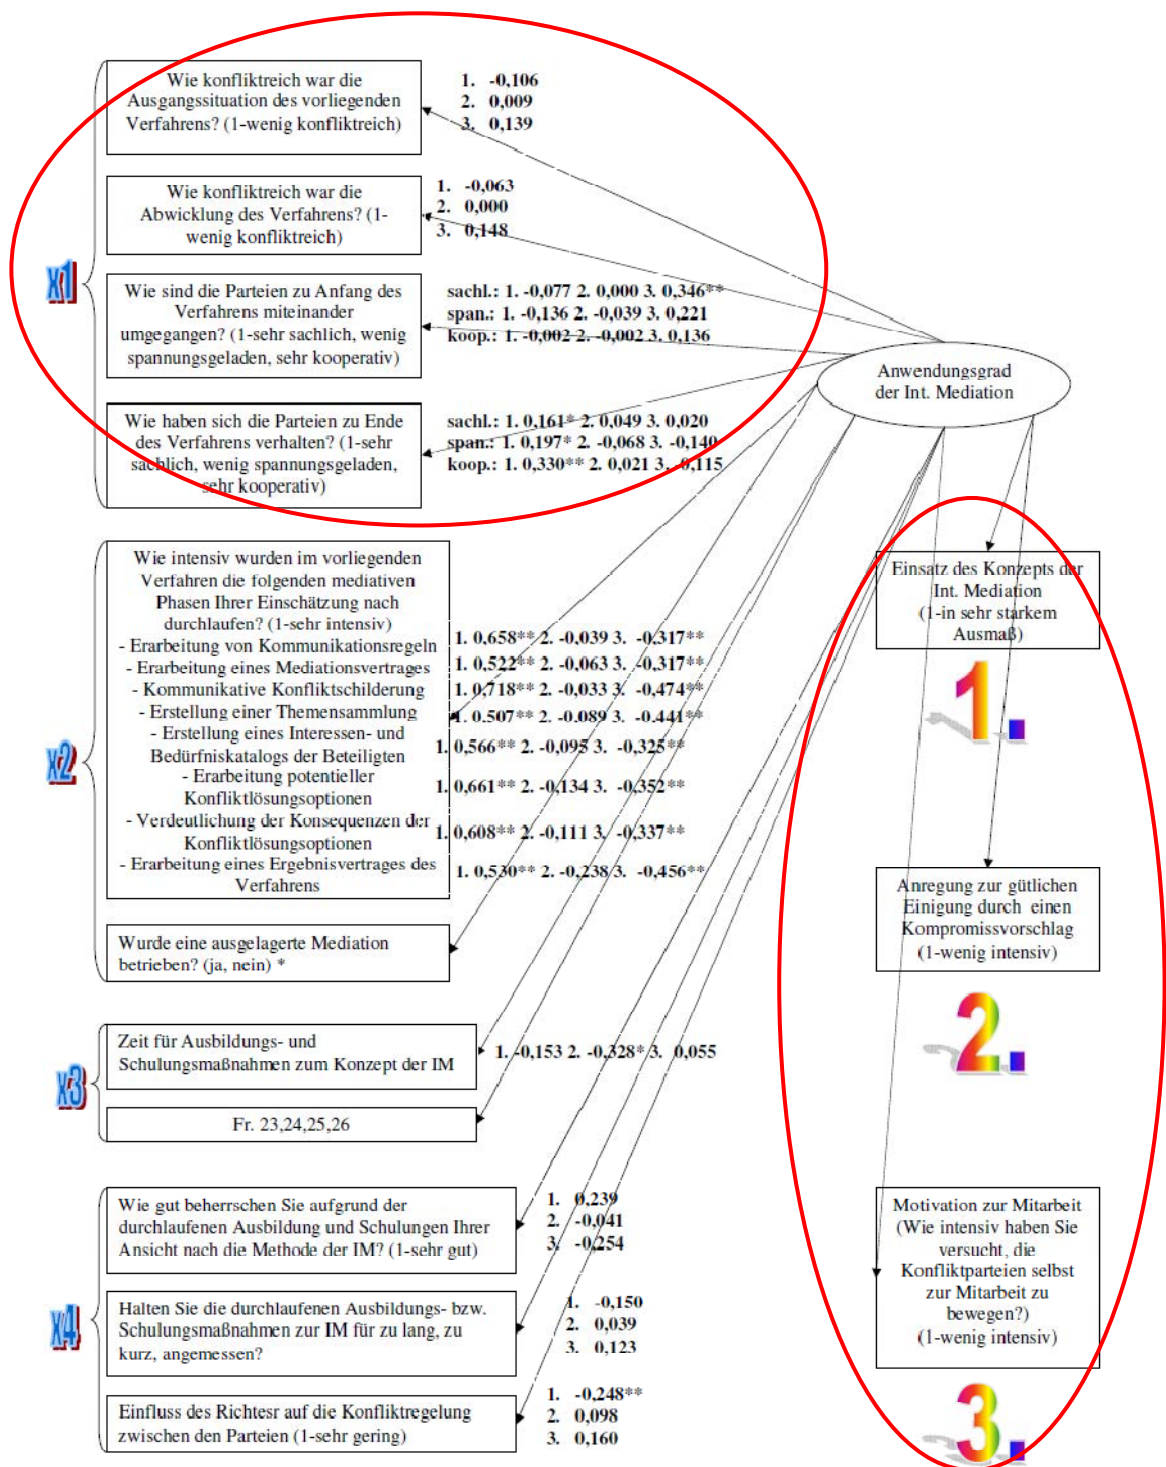 X1
Wie konfliktreich war die
Ausgangssituation des vorliegenden
Verfahrens? (1-wenig konfliktreich)
1. -0,106
2. 0,009
3. 0,139
Wie konfliktreich war die
Abwicklung des Verfahrens? (1-
wenig konfliktreich)
1. -0,063
2. 0,000
3. 0,148
Wie sind die Parteien zu Anfang des
Verfahrens miteinander
umgegangen? (1-sehr sachlich, wenig
spannungsgeladen, sehr kooperativ)
sachl.: 1. -0,077 2. 0,000 3. 0,346**
span.: 1. -0,136 2. -0,039 3. 0,221
koop.: 1. -0,002 2. -0,002 3. 0,136
Wie haben sich die Parteien zu Ende
des Verfahrens verhalten? (1-sehr
sachlich, wenig spannungsgeladen,
sehr kooperativ)
sachl.: 1. 0,161* 2. 0,049 3. 0,020
span.: 1. 0,197* 2. -0,068 3. -0,140
koop.: 1. 0,330** 2. 0,021 3. -0,115
Anwendungsgrad
der Int. Mediation
X2
Wie intensiv wurden im vorliegenden
Verfahren die folgenden mediativen
Phasen Ihrer Einschätzung nach
durchlaufen? (1-sehr intensiv)
- Erarbeitung von Kommunikationsregeln
- Erarbeitung eines Mediationsvertrages
- Kommunikative Konfliktschilderung
- Erstellung einer Themensammlung
- Erstellung eines Interessen- und
Bedürfniskatalogs der Beteiligten
- Erarbeitung potentieller
Konfliktlösungsoptionen
- Verdeutlichung der Konsequenzen der
Konfliktlösungsoptionen
- Erarbeitung eines Ergebnisvertrages des
Verfahrens
1. 0,658** 2. -0,039 3. -0,317**
1. 0,522** 2. -0,063 3. -0,317**
1. 0,718** 2. -0,033 3. -0,474**
1. 0.507** 2. -0.089 3. -0.441**
1. 0,566** 2. -0,095 3. -0,325**
1. 0,661** 2. -0,134 3. -0,352**
1. 0,608** 2. -0,111 3. -0,337**
1. 0,530** 2. -0,238 3. -0,456**
Wurde eine ausgelagerte Mediation
betrieben? (ja, nein) *
X3
Zeit für Ausbildungs- und
Schulungsmaßnahmen zum Konzept der IM
1. -0,153 2. -0,328* 3. 0,055
Fr. 23,24,25,26
X4
Wie gut beherrschen Sie aufgrund der
durchlaufenen Ausbildung und Schulungen Ihrer
Ansicht nach die Methode der IM? (1-sehr gut)
1. 0,239
2. -0,041
3. -0,254
Halten Sie die durchlaufenen Ausbildungs- bzw.
Schulungsmaßnahmen zur IM für zu lang, zu
kurz, angemessen?
1. -0,150
2. 0,039
3. 0,123
Einfluss des Richtesr auf die Konfliktregelung
zwischen den Parteien (1-sehr gering)
1. -0,248**
2. 0,098
3. 0,160
Einsatz des Konzepts der
Int. Mediation
(1-in sehr starkem
Ausmaß)
1.
Anregung zur gütlichen
Einigung durch einen
Kompromissvorschlag
(1-wenig intensiv)
2.
Motivation zur Mitarbeit
(Wie intensiv haben Sie
versucht, die
Konfliktparteien selbst
zur Mitarbeit zu
bewegen?)
(1-wenig intensiv)
3.